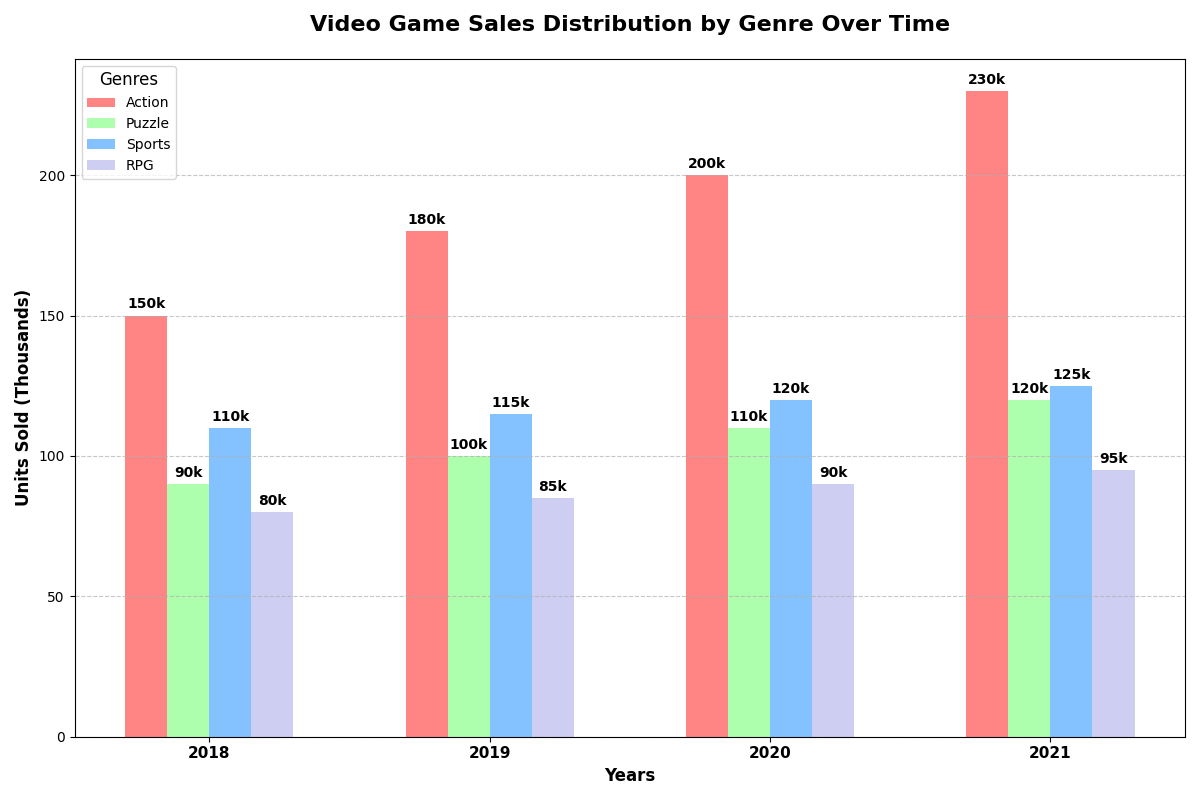 Video Game Sales Distribution by Genre Over Time
Genres
Action
Puzzle
Sports
RPG
Units Sold (Thousands)
200
150
100
50
0
150k
90k
110k
80k
180k
100k
115k
85k
200k
110k
120k
90k
230k
120k
125k
95k
2018
2019
2020
2021
Years